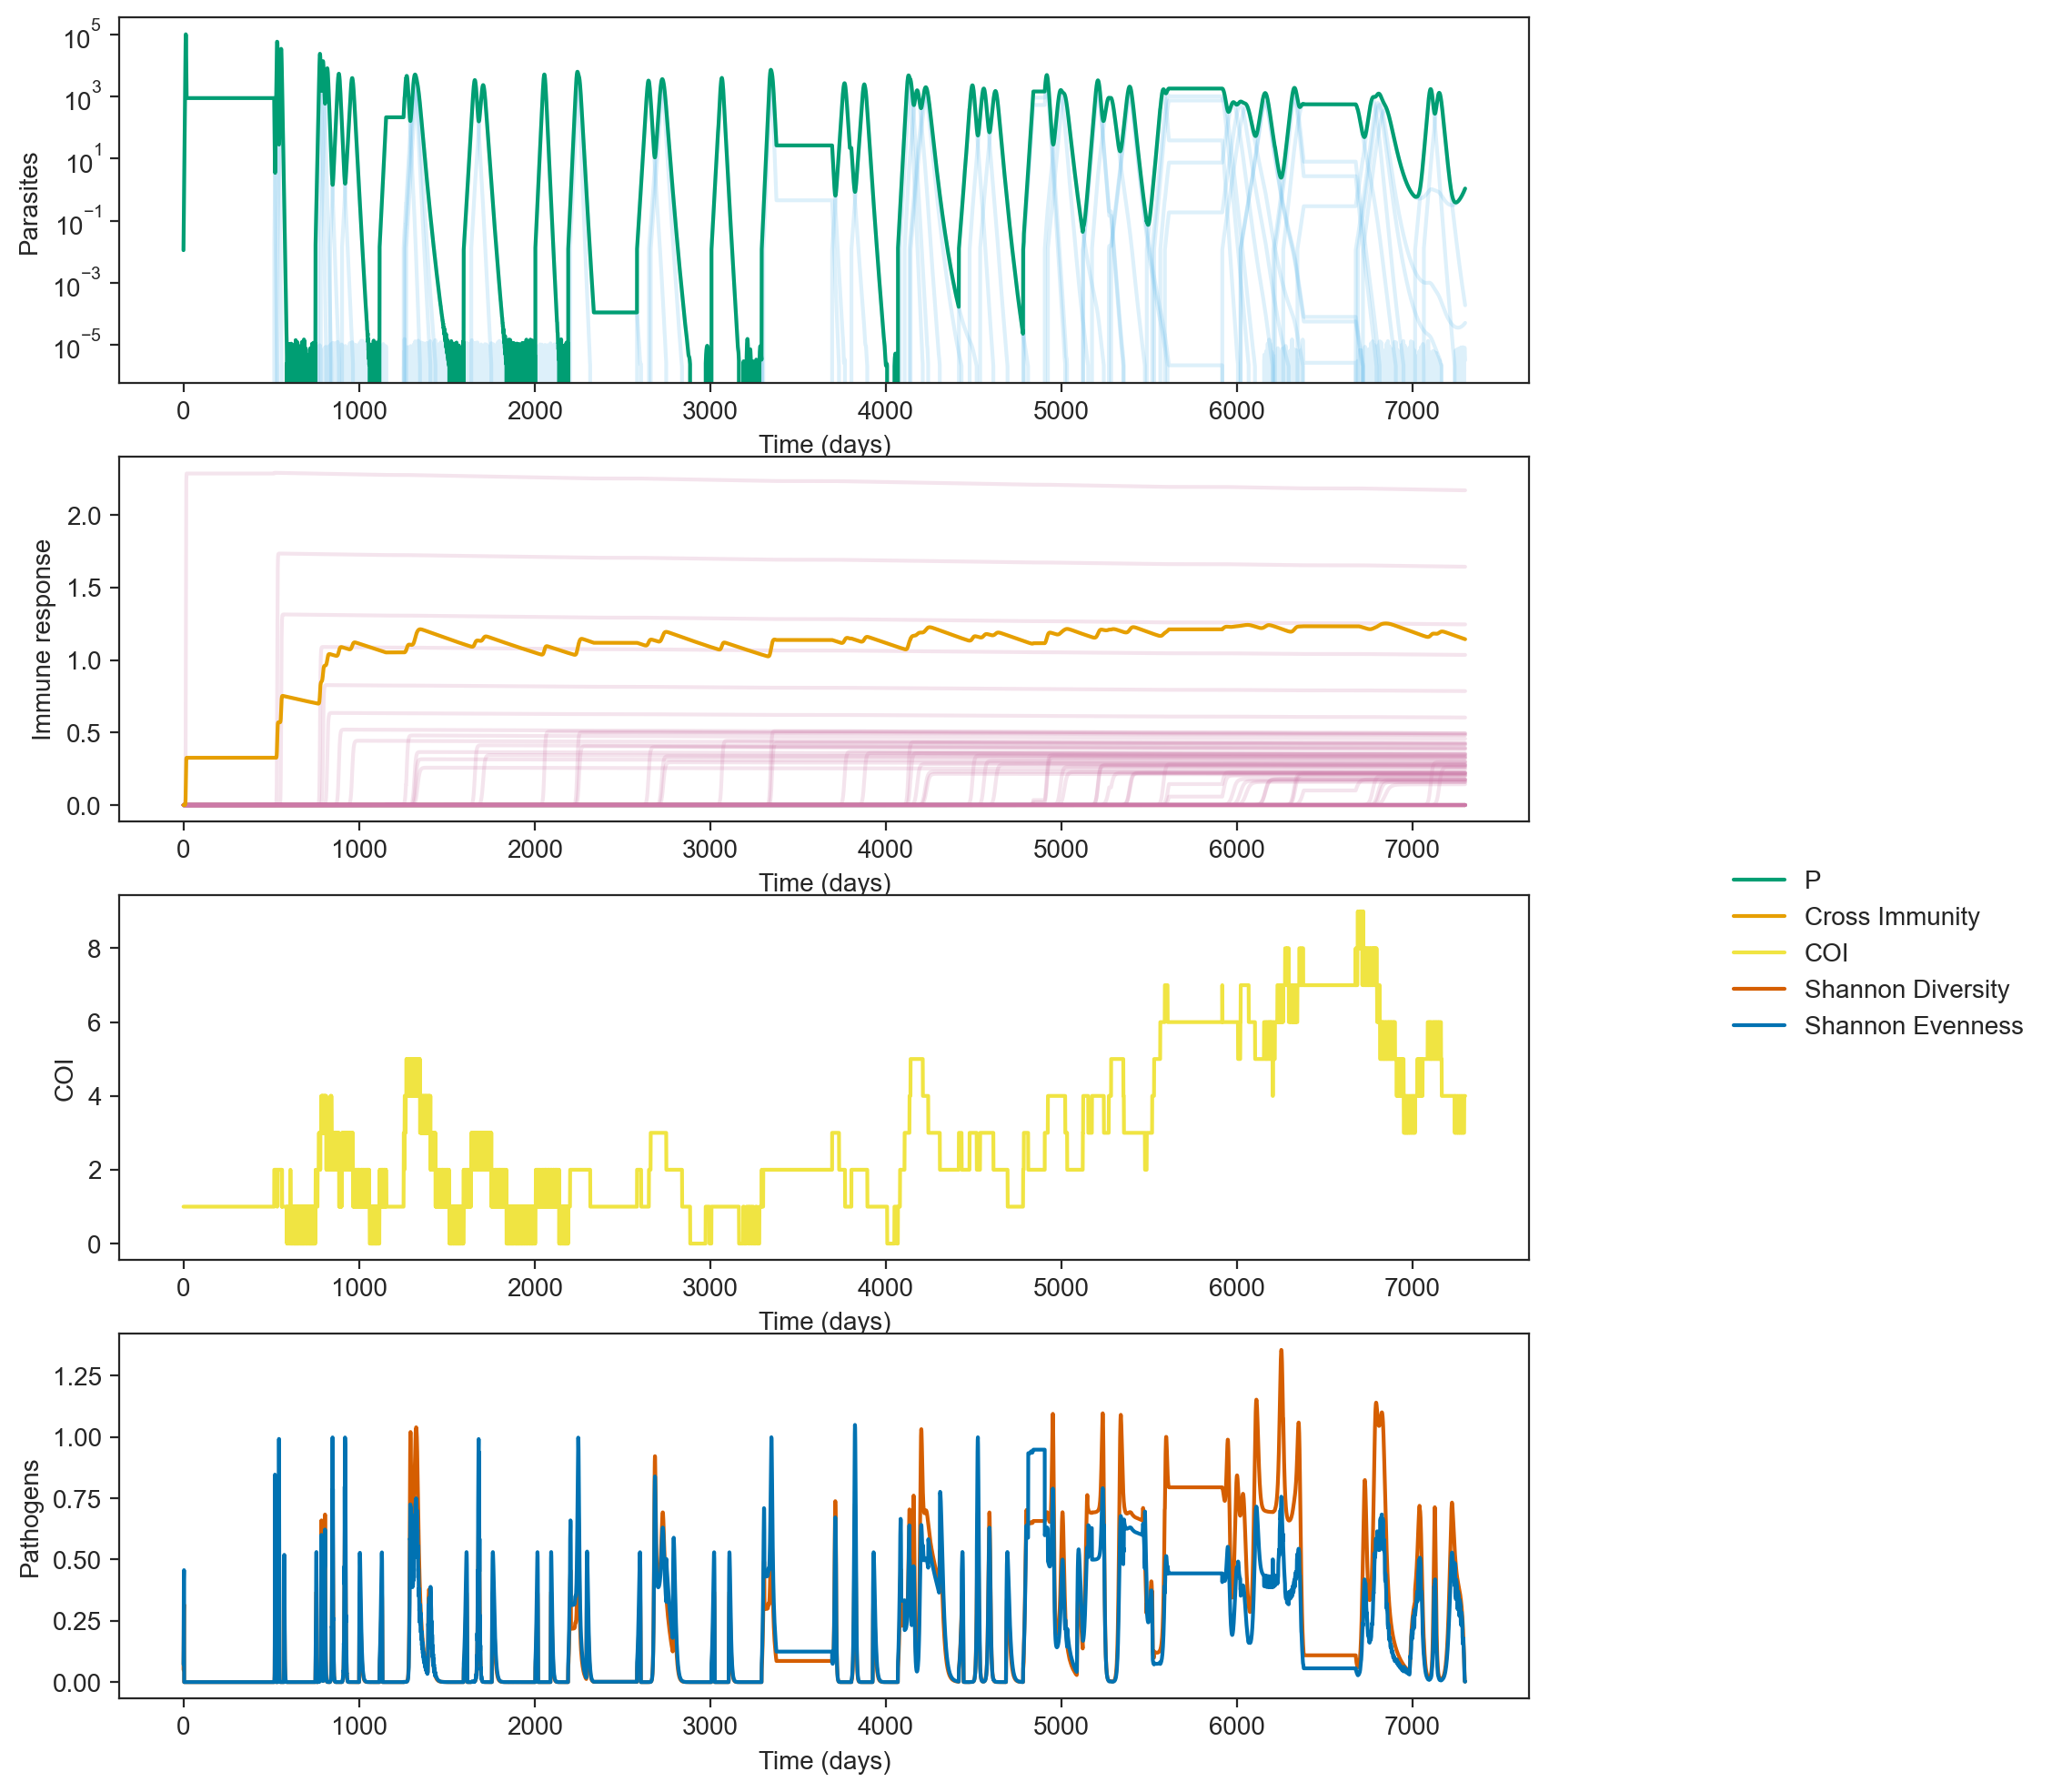 10^5
10^3
10^1
10^−1
10^−3
10^−5
Parasites
0 1000 2000 3000 4000 5000 6000 7000
Time (days)
2.0
1.5
1.0
0.5
0.0
Immune response
0 1000 2000 3000 4000 5000 6000 7000
Time (days)
8
6
4
2
0
COI
0 1000 2000 3000 4000 5000 6000 7000
Time (days)
1.25
1.00
0.75
0.50
0.25
0.00
Pathogens
0 1000 2000 3000 4000 5000 6000 7000
Time (days)
P
Cross Immunity
COI
Shannon Diversity
Shannon Evenness